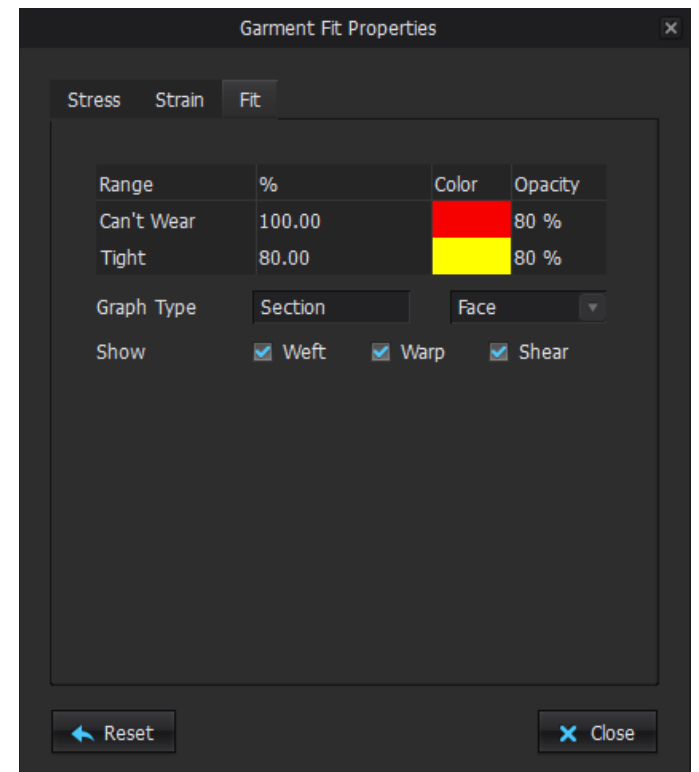 Garment Fit Properties
Stress Strain Fit
Range % Color Opacity
Can't Wear 100.00 80 %
Tight 80.00 80 %
Graph Type Section Face
Show Weft Warp Shear
Reset Close